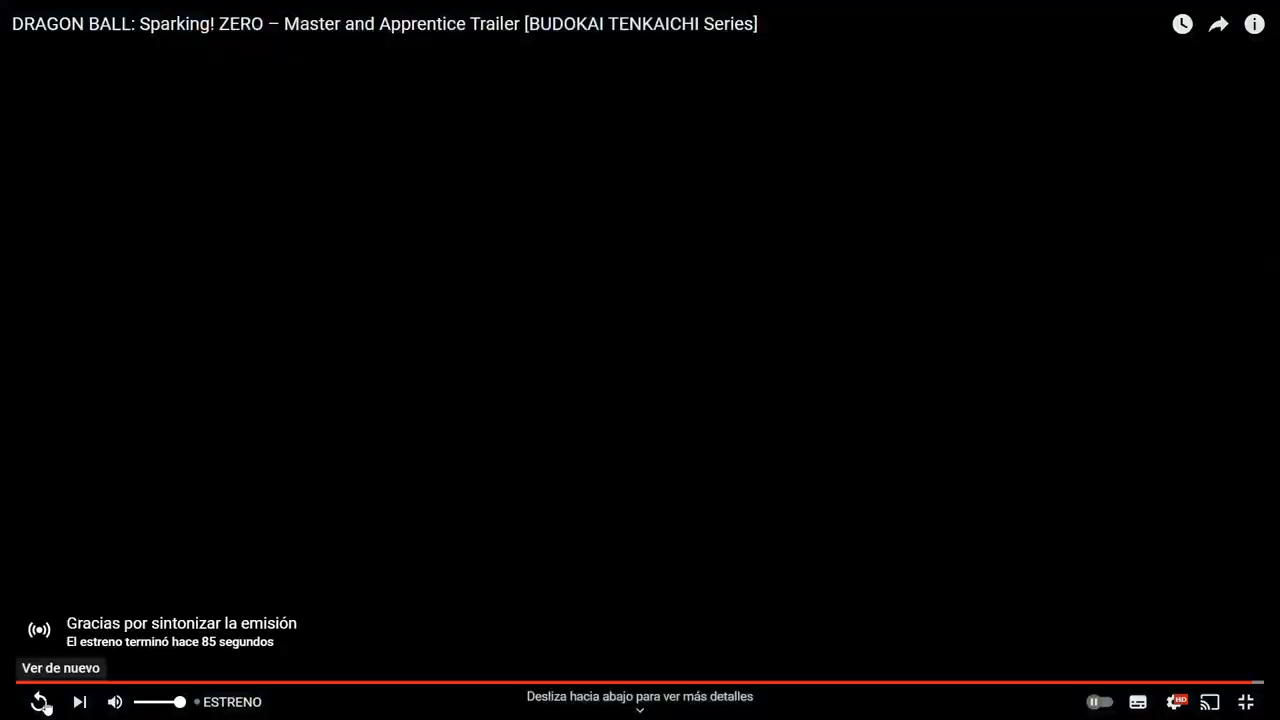 DRAGON BALL: Sparking! ZERO – Master and Apprentice Trailer [BUDOKAI TENKAICHI Series]
Gracias por sintonizar la emisión
El estreno terminó hace 85 segundos
Ver de nuevo
ESTRENO
Desliza hacia abajo para ver más detalles
HD